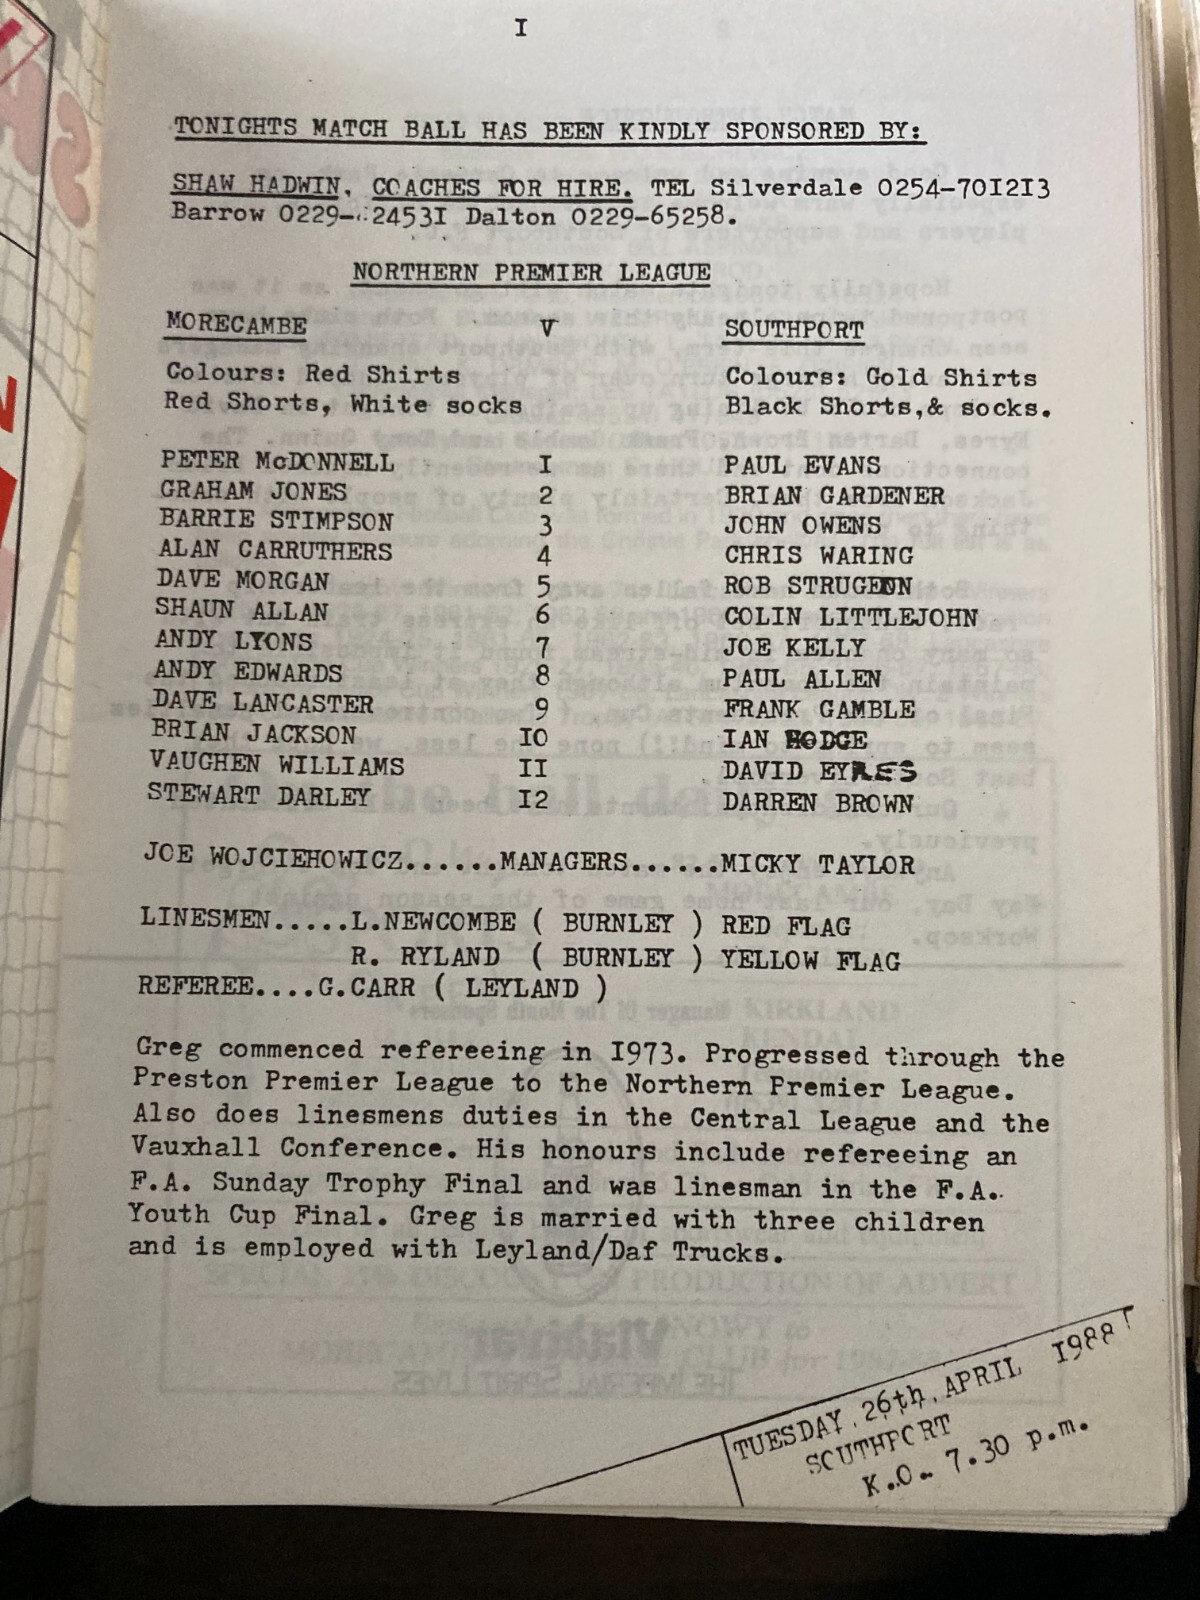 I
TONIGHTS MATCH BALL HAS BEEN KINDLY SPONSORED BY:
SHAW HADWIN, COACHES FOR HIRE. TEL Silverdale 0254-70I2I3
Barrow 0229- 2453I Dalton 0229-65258.
NORTHERN PREMIER LEAGUE
MORECAMBE V SOUTHPORT
Colours: Red Shirts Colours: Gold Shirts
Red Shorts, White socks Black Shorts,& socks.
PETER McDONNELL I PAUL EVANS
GRAHAM JONES 2 BRIAN GARDENER
BARRIE STIMPSON 3 JOHN OWENS
ALAN CARRUTHERS 4 CHRIS WARING
DAVE MORGAN 5 ROB
SHAUN ALLAN 6 COLIN LITTLEJOHN
ANDY LYONS 7 JOE KELLY
ANDY EDWARDS 8 PAUL ALLEN
DAVE LANCASTER 9 FRANK GAMBLE
BRIAN JACKSON IO IAN HODGE
VAUGHEN WILLIAMS II DAVID EYRES
STEWART DARLEY I2 DARREN BROWN
JOE WOJCIEHOWICZ......MANAGERS......MICKY TAYLOR
LINESMEN.....L.NEWCOMBE ( BURNLEY ) RED FLAG
R. RYLAND ( BURNLEY ) YELLOW FLAG
REFEREE....G.CARR ( LEYLAND )
Greg commenced refereeing in I973. Progressed through the
Preston Premier League to the Northern Premier League.
Also does linesmens duties in the Central League and the
Vauxhall Conference. His honours include refereeing an
F.A. Sunday Trophy Final and was linesman in the F.A.
Youth Cup Final. Greg is married with three children
and is employed with Leyland/Daf Trucks.
TUESDAY 26th APRIL I988
SOUTHPORT
K.O. 7.30 p.m.